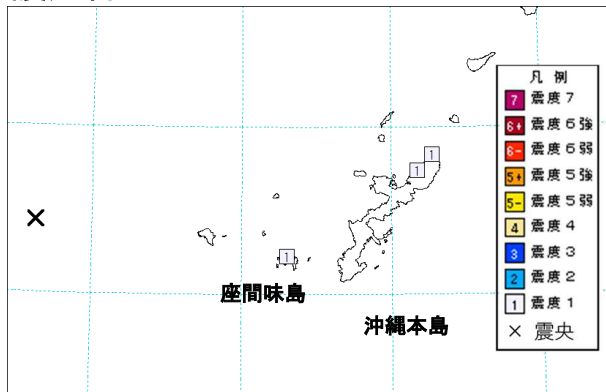 凡 例
7 震度７
6+ 震度６強
6- 震度６弱
5+ 震度５強
5- 震度５弱
4 震度４
3 震度３
2 震度２
1 震度１
× 震央
1
1
1
座間味島
沖縄本島